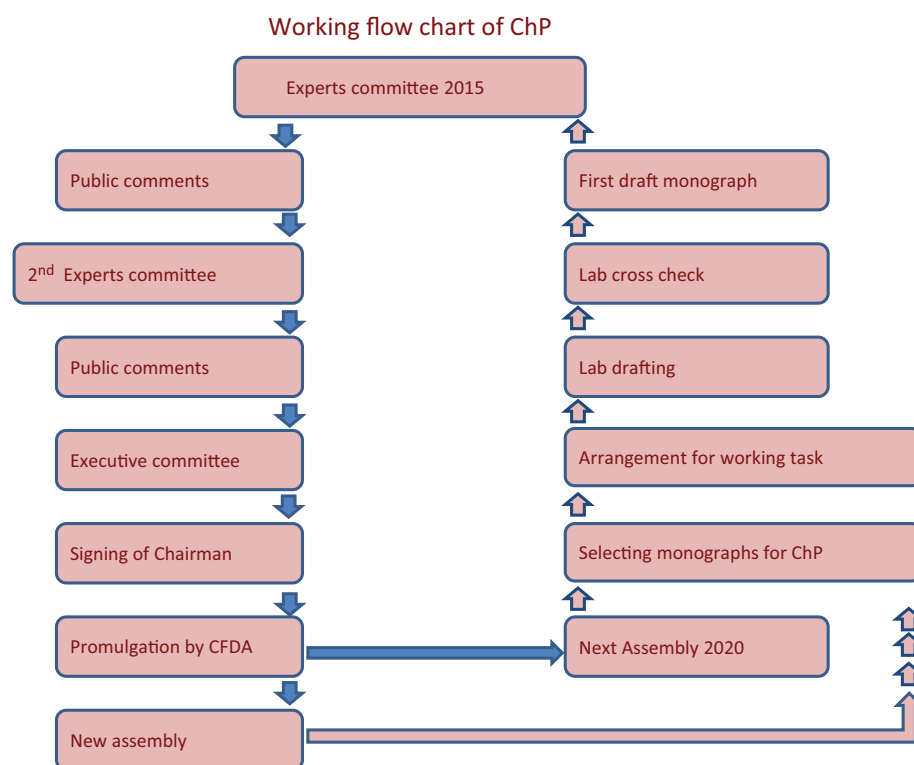 Working flow chart of ChP
Experts committee 2015
Public comments
First draft monograph
2nd Experts committee
Lab cross check
Public comments
Lab drafting
Executive committee
Arrangement for working task
Signing of Chairman
Selecting monographs for ChP
Promulgation by CFDA
Next Assembly 2020
New assembly